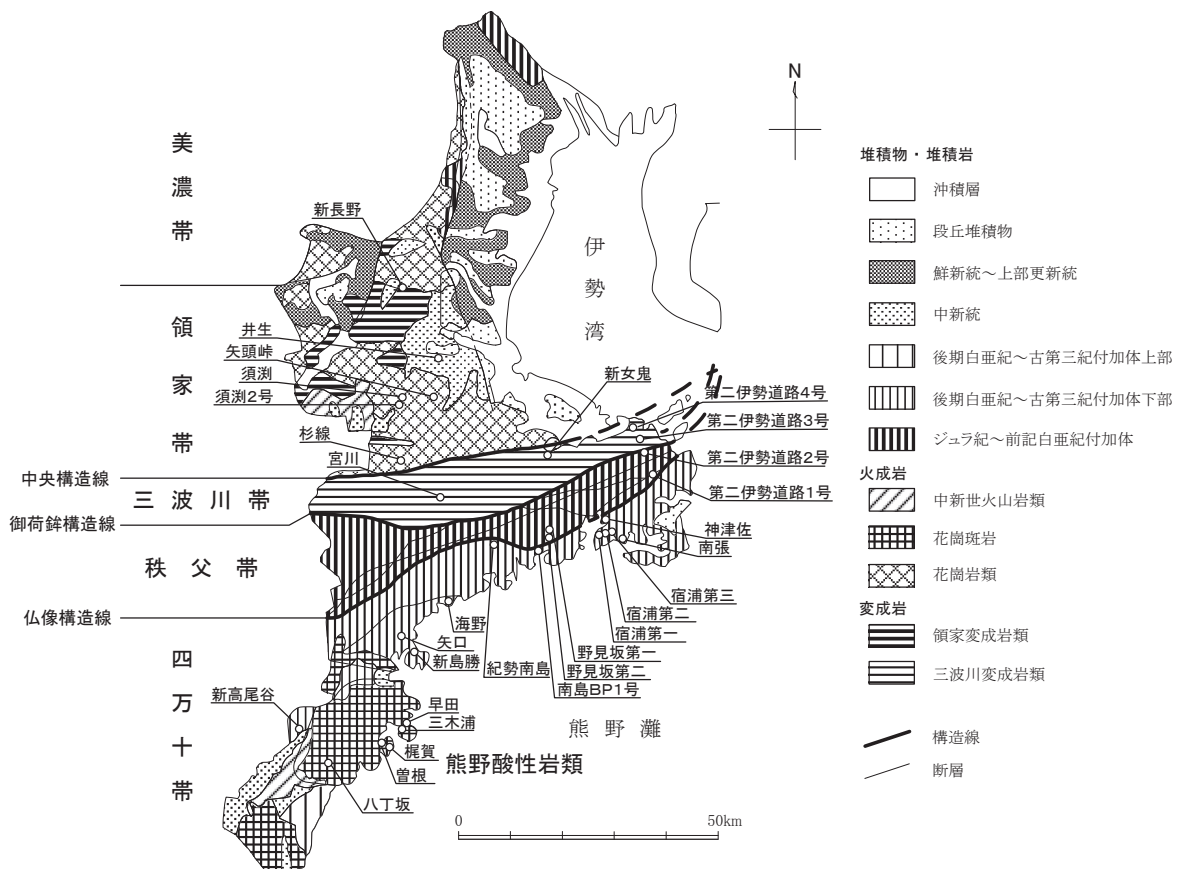 美濃帯
領家帯
中央構造線
三波川帯
御荷鉾構造線
秩父帯
仏像構造線
四万十帯
新長野
井生
矢頭峠
須渕
須渕2号
杉線
宮川
伊勢湾
新女鬼
第二伊勢道路4号
第二伊勢道路3号
第二伊勢道路2号
第二伊勢道路1号
神津佐
南張
宿浦第三
宿浦第二
宿浦第一
野見坂第一
野見坂第二
南島BP1号
紀勢南島
海野
矢口
新島勝
新高尾谷
早田
三木浦
梶賀
曽根
八丁坂
熊野酸性岩類
熊野灘
0
50km
N
堆積物・堆積岩
沖積層
段丘堆積物
鮮新統～上部更新統
中新統
後期白亜紀～古第三紀付加体上部
後期白亜紀～古第三紀付加体下部
ジュラ紀～前記白亜紀付加体
火成岩
中新世火山岩類
花崗斑岩
花崗岩類
変成岩
領家変成岩類
三波川変成岩類
構造線
断層